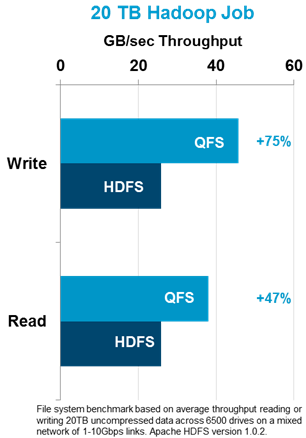 20 TB Hadoop Job
GB/sec Throughput
0 20 40 60
Write
QFS
+75%
HDFS
Read
QFS
+47%
HDFS
File system benchmark based on average throughput reading or
writing 20TB uncompressed data across 6500 drives on a mixed
network of 1-10Gbps links. Apache HDFS version 1.0.2.